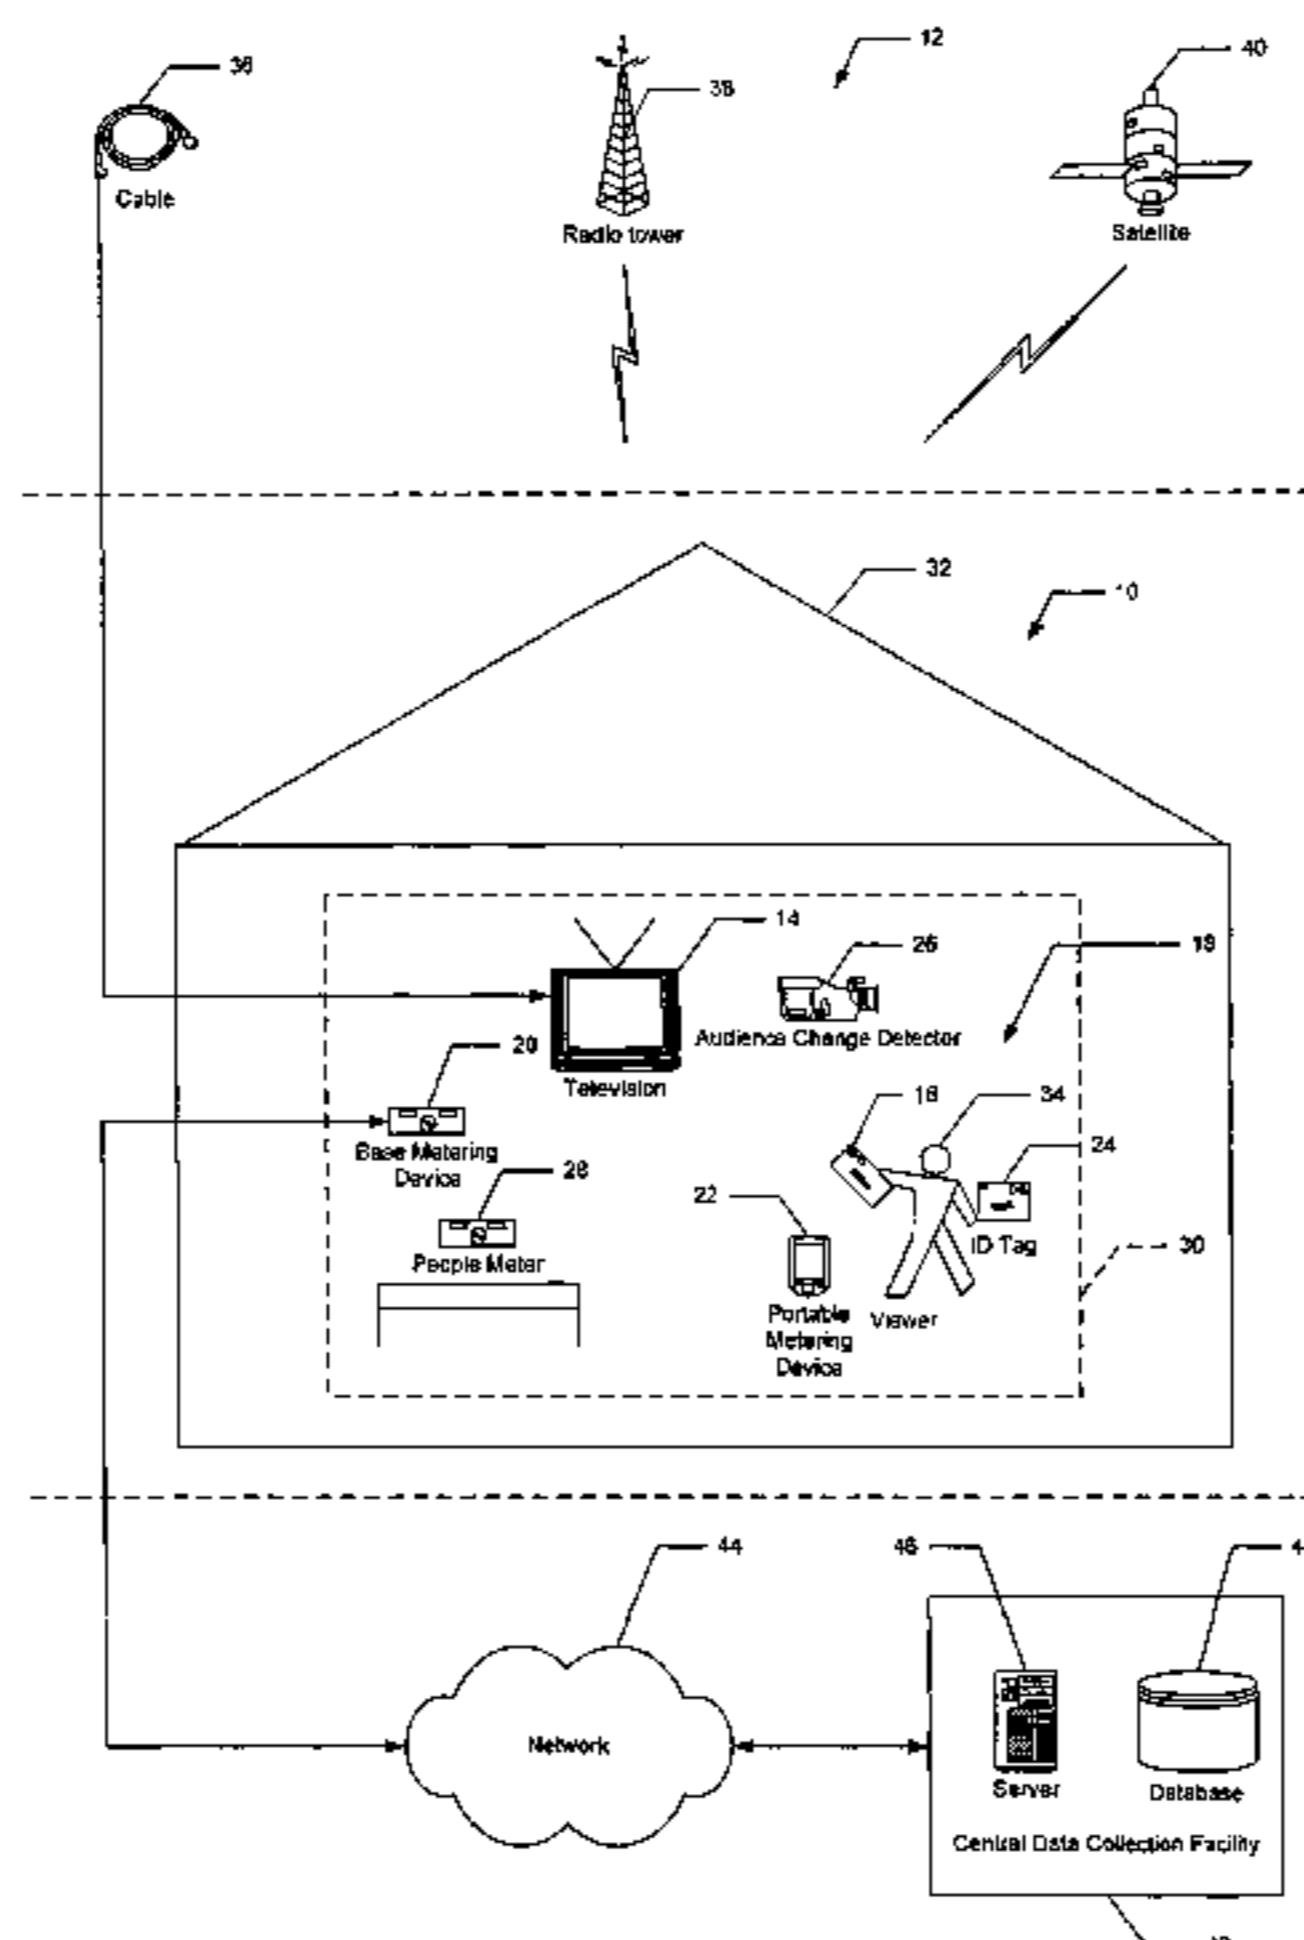 12
40
36
38
Cable
Radio tower
Satellite
32
10
14
26
18
Audience Change Detector
20
Television
16
34
Base Metering
Device
24
28
22
ID Tag
30
People Meter
Portable
Metering
Device
Viewer
44
46
Network
Server
Database
Central Data Collection Facility